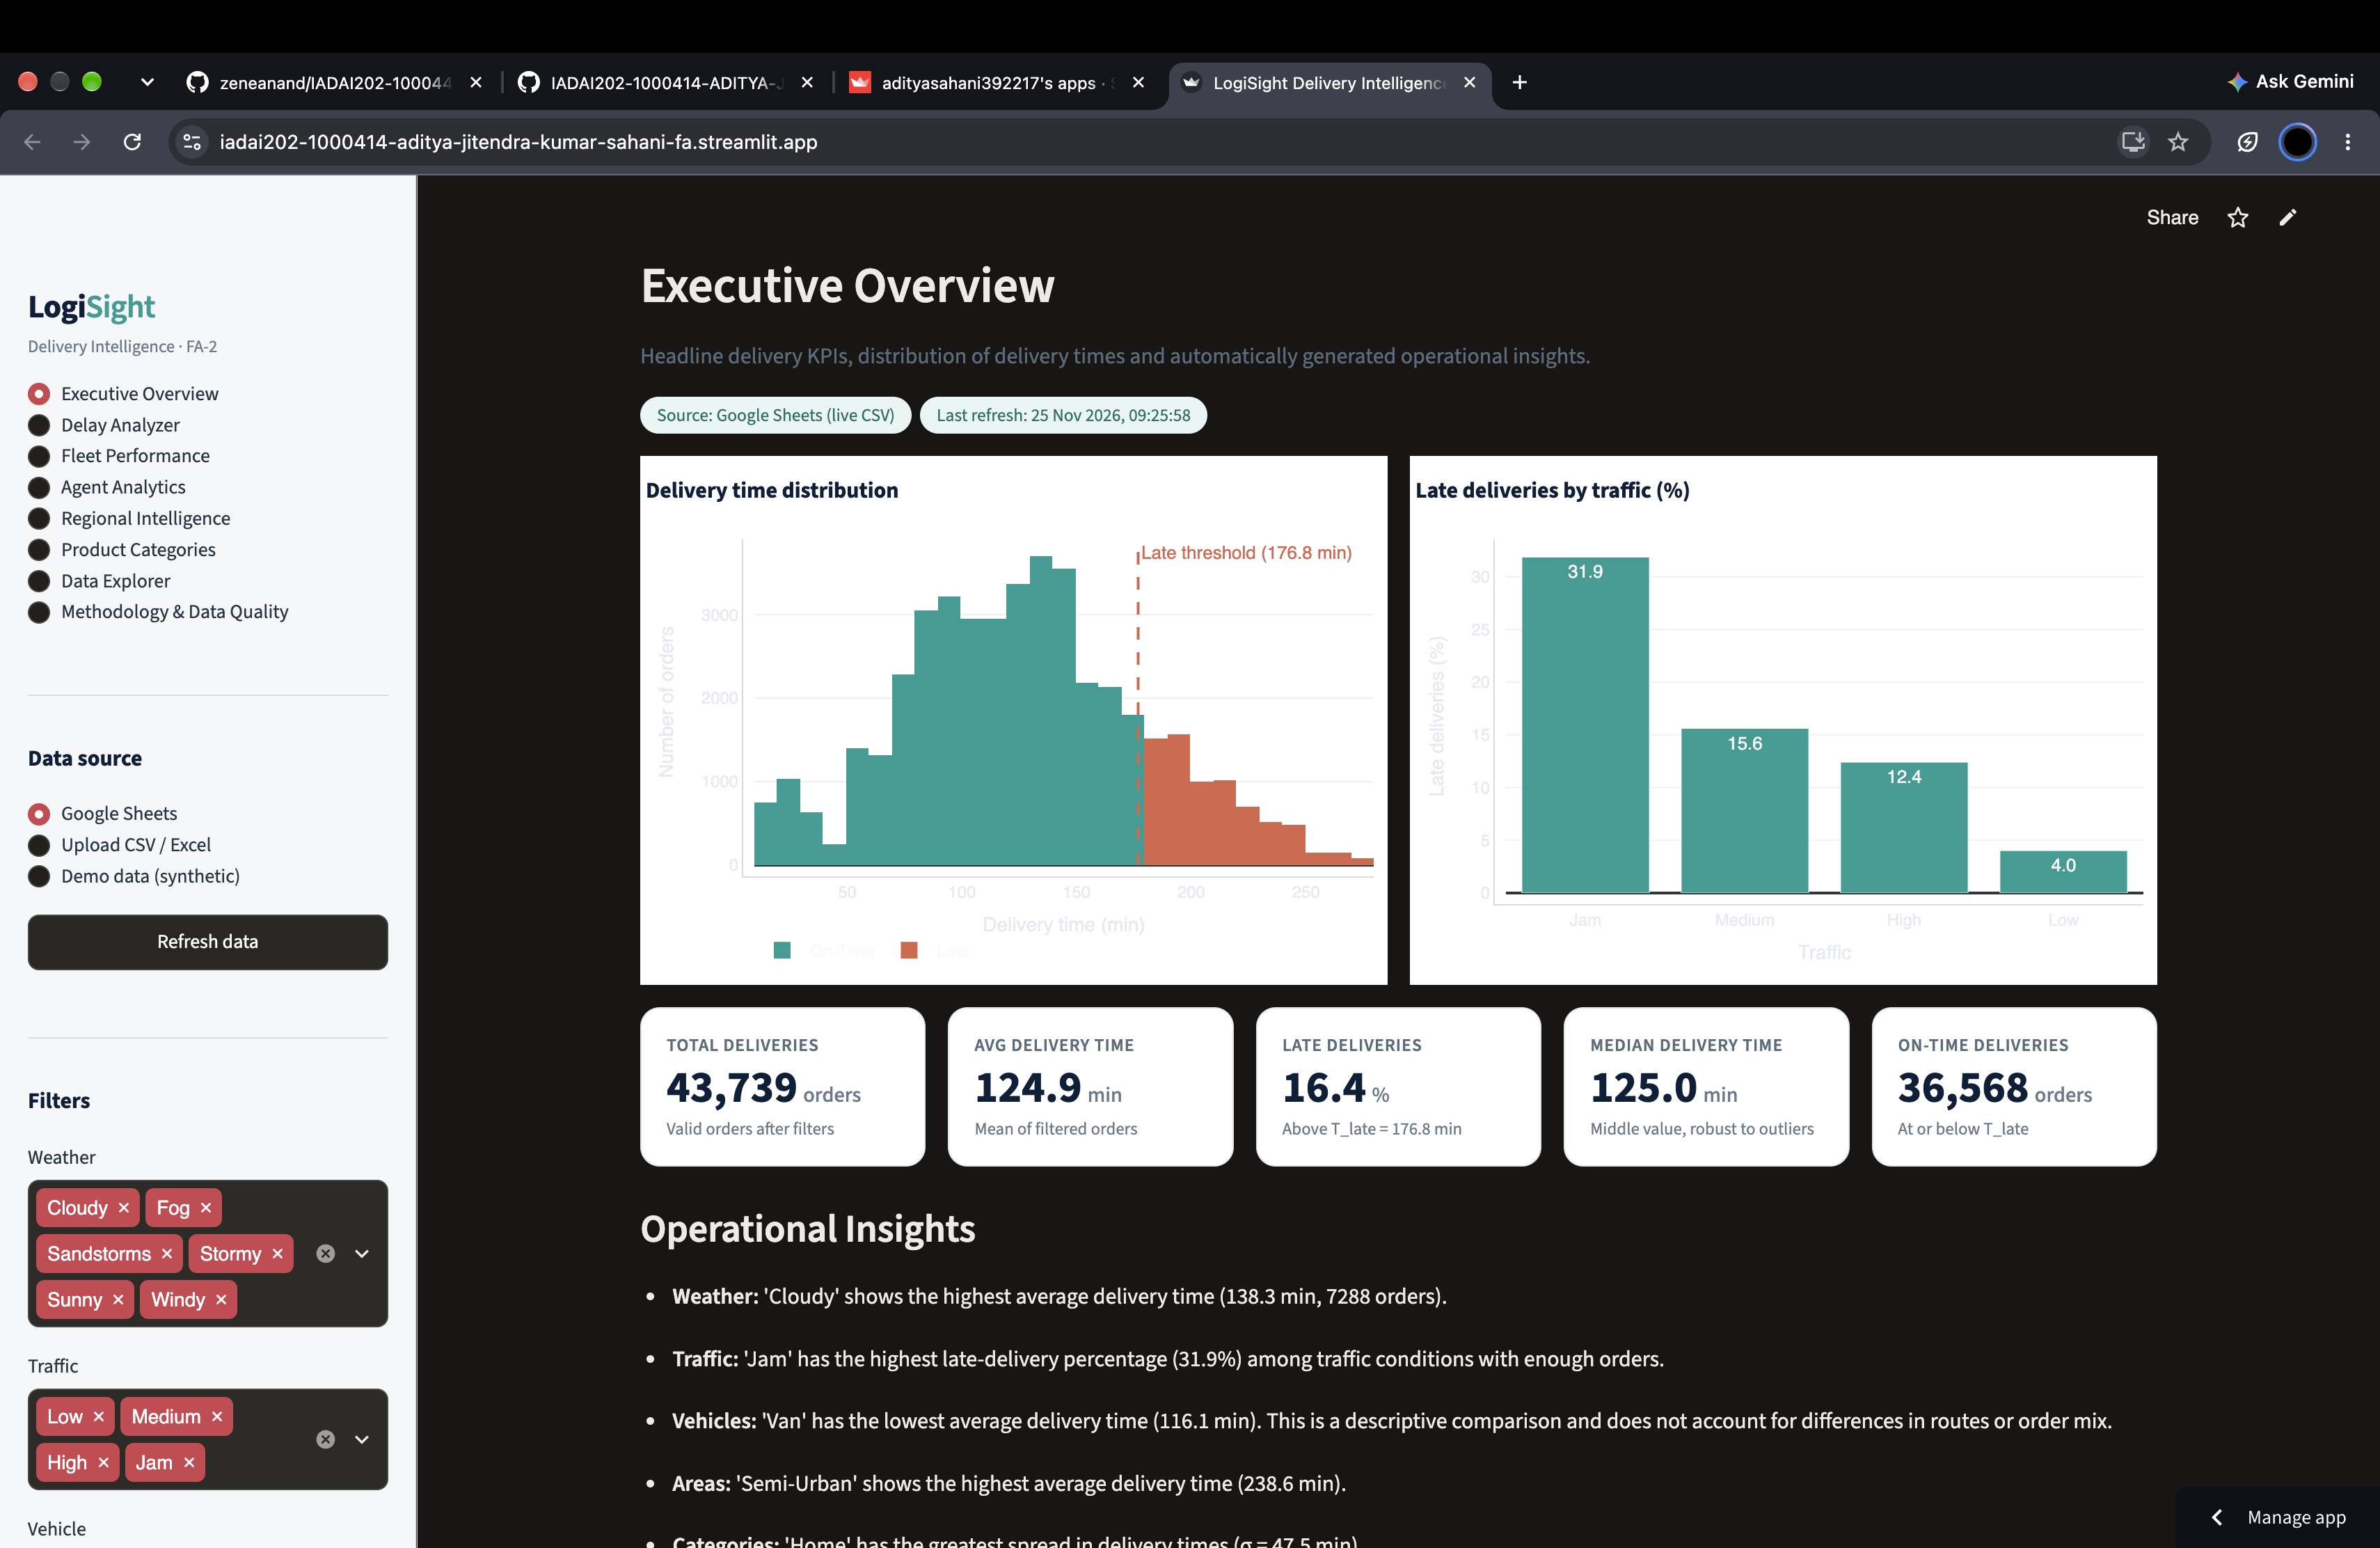 zeneanand/IADAI202-100044
IADAI202-1000414-ADITYA-J
adityasahani392217's apps · S
LogiSight Delivery Intelligence
Ask Gemini
iadai202-1000414-aditya-jitendra-kumar-sahani-fa.streamlit.app
Share
LogiSight
Delivery Intelligence · FA-2
Executive Overview
Delay Analyzer
Fleet Performance
Agent Analytics
Regional Intelligence
Product Categories
Data Explorer
Methodology & Data Quality
Data source
Google Sheets
Upload CSV / Excel
Demo data (synthetic)
Refresh data
Filters
Weather
Cloudy × Fog ×
Sandstorms × Stormy ×
Sunny × Windy ×
Traffic
Low × Medium ×
High × Jam ×
Vehicle
Executive Overview
Headline delivery KPIs, distribution of delivery times and automatically generated operational insights.
Source: Google Sheets (live CSV)
Last refresh: 25 Nov 2026, 09:25:58
Delivery time distribution
Late threshold (176.8 min)
Number of orders
3000
2000
1000
0
50 100 150 200 250
Delivery time (min)
On-Time Late
Late deliveries by traffic (%)
Late deliveries (%)
30
25
20
15
10
5
0
31.9
15.6
12.4
4.0
Jam Medium High Low
Traffic
TOTAL DELIVERIES
43,739 orders
Valid orders after filters
AVG DELIVERY TIME
124.9 min
Mean of filtered orders
LATE DELIVERIES
16.4 %
Above T_late = 176.8 min
MEDIAN DELIVERY TIME
125.0 min
Middle value, robust to outliers
ON-TIME DELIVERIES
36,568 orders
At or below T_late
Operational Insights
• Weather: 'Cloudy' shows the highest average delivery time (138.3 min, 7288 orders).
• Traffic: 'Jam' has the highest late-delivery percentage (31.9%) among traffic conditions with enough orders.
• Vehicles: 'Van' has the lowest average delivery time (116.1 min). This is a descriptive comparison and does not account for differences in routes or order mix.
• Areas: 'Semi-Urban' shows the highest average delivery time (238.6 min).
• Categories: 'Home' has the greatest spread in delivery times (σ = 47.5 min).
Manage app